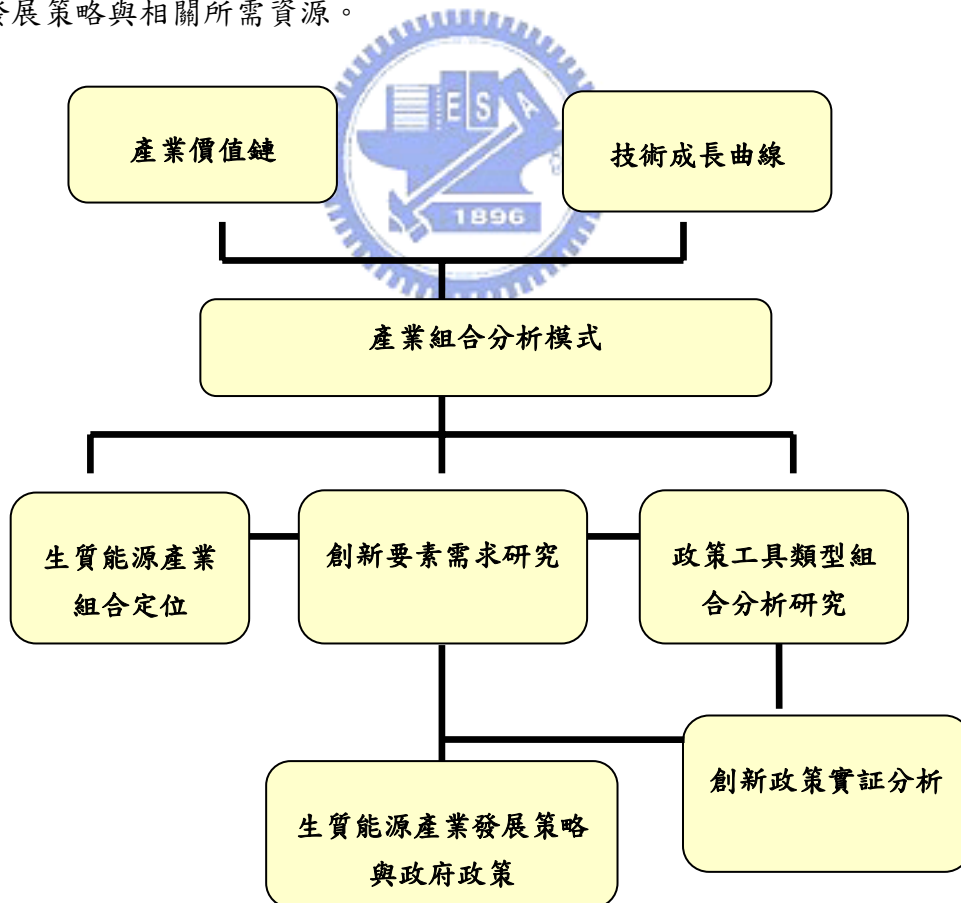 發展策略與相關所需資源。
ESA
產業價值鏈
技術成長曲線
1896
產業組合分析模式
生質能源產業
組合定位
創新要素需求研究
政策工具類型組
合分析研究
創新政策實証分析
生質能源產業發展策略
與政府政策